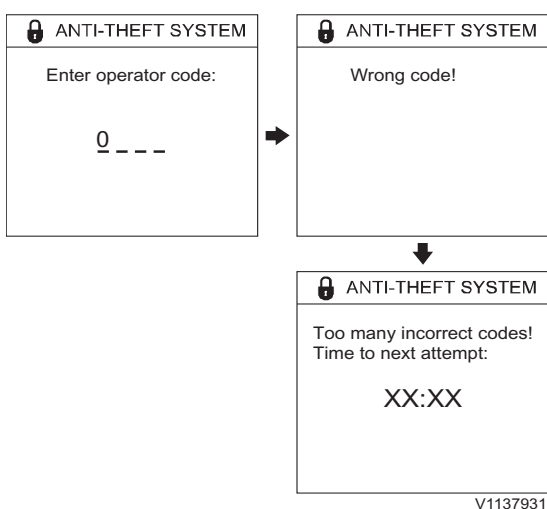 ANTI-THEFT SYSTEM
Enter operator code:
0 _ _ _
ANTI-THEFT SYSTEM
Wrong code!
ANTI-THEFT SYSTEM
Too many incorrect codes!
Time to next attempt:
XX:XX
V1137931